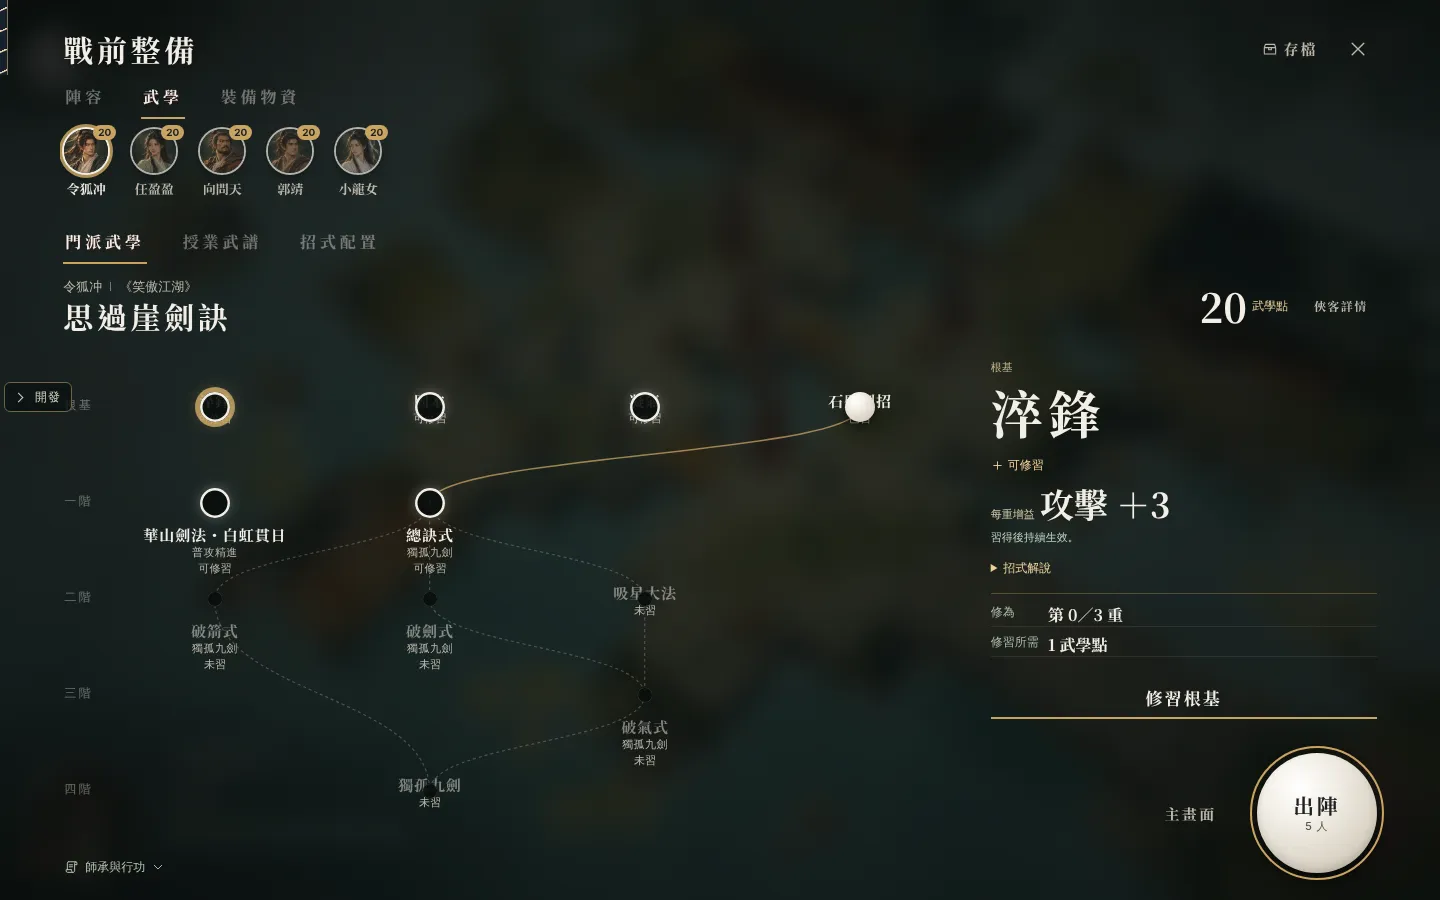 戰前整備
存檔
陣容 武學 裝備物資
20 20 20 20 20
令狐冲 任盈盈 向問天 郭靖 小龍女
門派武學 授業武譜 招式配置
令狐冲 | 《笑傲江湖》
思過崖劍訣
20 武學點 俠客詳情
開發
一階
華山劍法・白虹貫日
普攻精進
可修習
總訣式
獨孤九劍
可修習
二階
吸星大法
未習
破箭式
獨孤九劍
未習
破劍式
獨孤九劍
未習
三階
破氣式
獨孤九劍
未習
四階
獨孤九劍
未習
師承與行功
根基
淬鋒
+ 可修習
每重增益 攻擊 +3
習得後持續生效。
招式解說
修為 第 0/3 重
修習所需 1 武學點
修習根基
主畫面
出陣
5 人